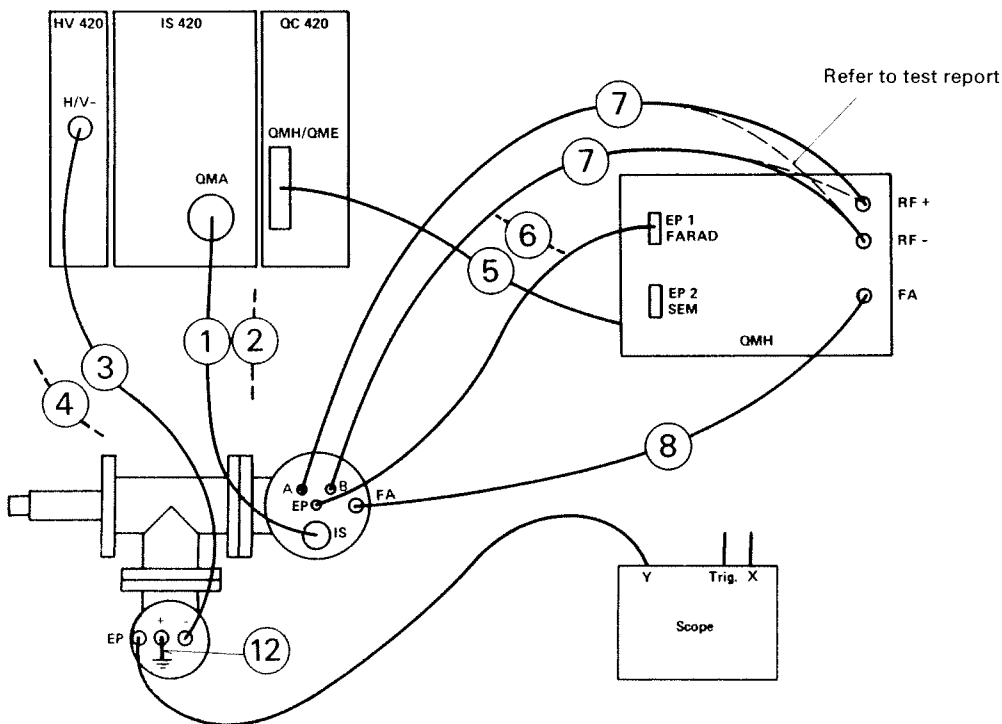 HV 420
IS 420
QC 420
H/V-
QMH/QME
QMA
Refer to test report
7
7
6
5
EP 1
FARAD
EP 2
SEM
QMH
RF +
RF -
FA
1
2
3
4
8
A
B
EP
FA
IS
EP
+
-
12
Y
Trig.
X
Scope